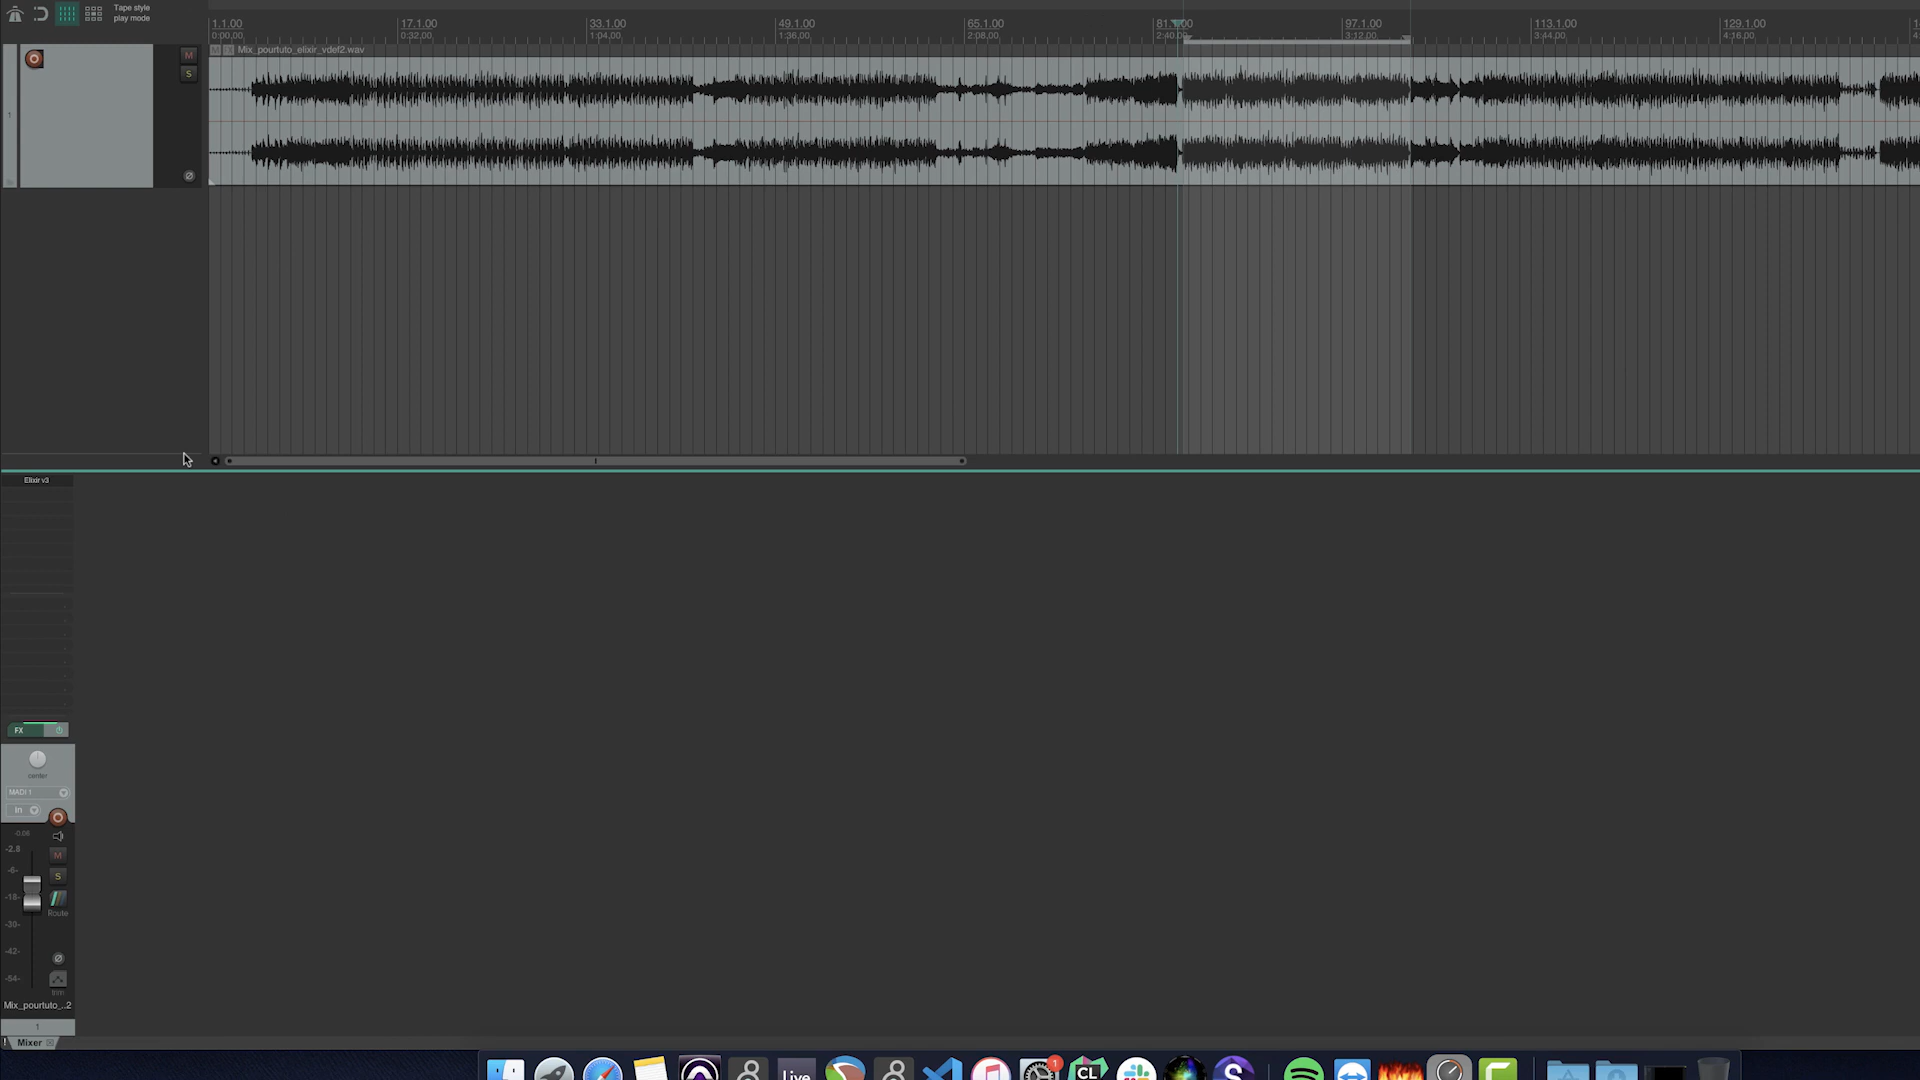 Tape style
play mode
1.1.00
0:00,00
17.1.00
0:32,00
33.1.00
1:04,00
49.1.00
1:36,00
65.1.00
2:08,00
2:40,00
97.1.00
3:12,00
113.1.00
3:44,00
129.1.00
4:16,00
Mix_pourtuto_elixir_vdef2.wav
M
S
1
Elixir v3
FX
center
MADI 1
in
-0.06
-2.8
M
-6-
S
-18-
Route
-30-
-42-
-54-
trim
Mix_pourtuto_..2
1
Mixer
Live
1
CL
S